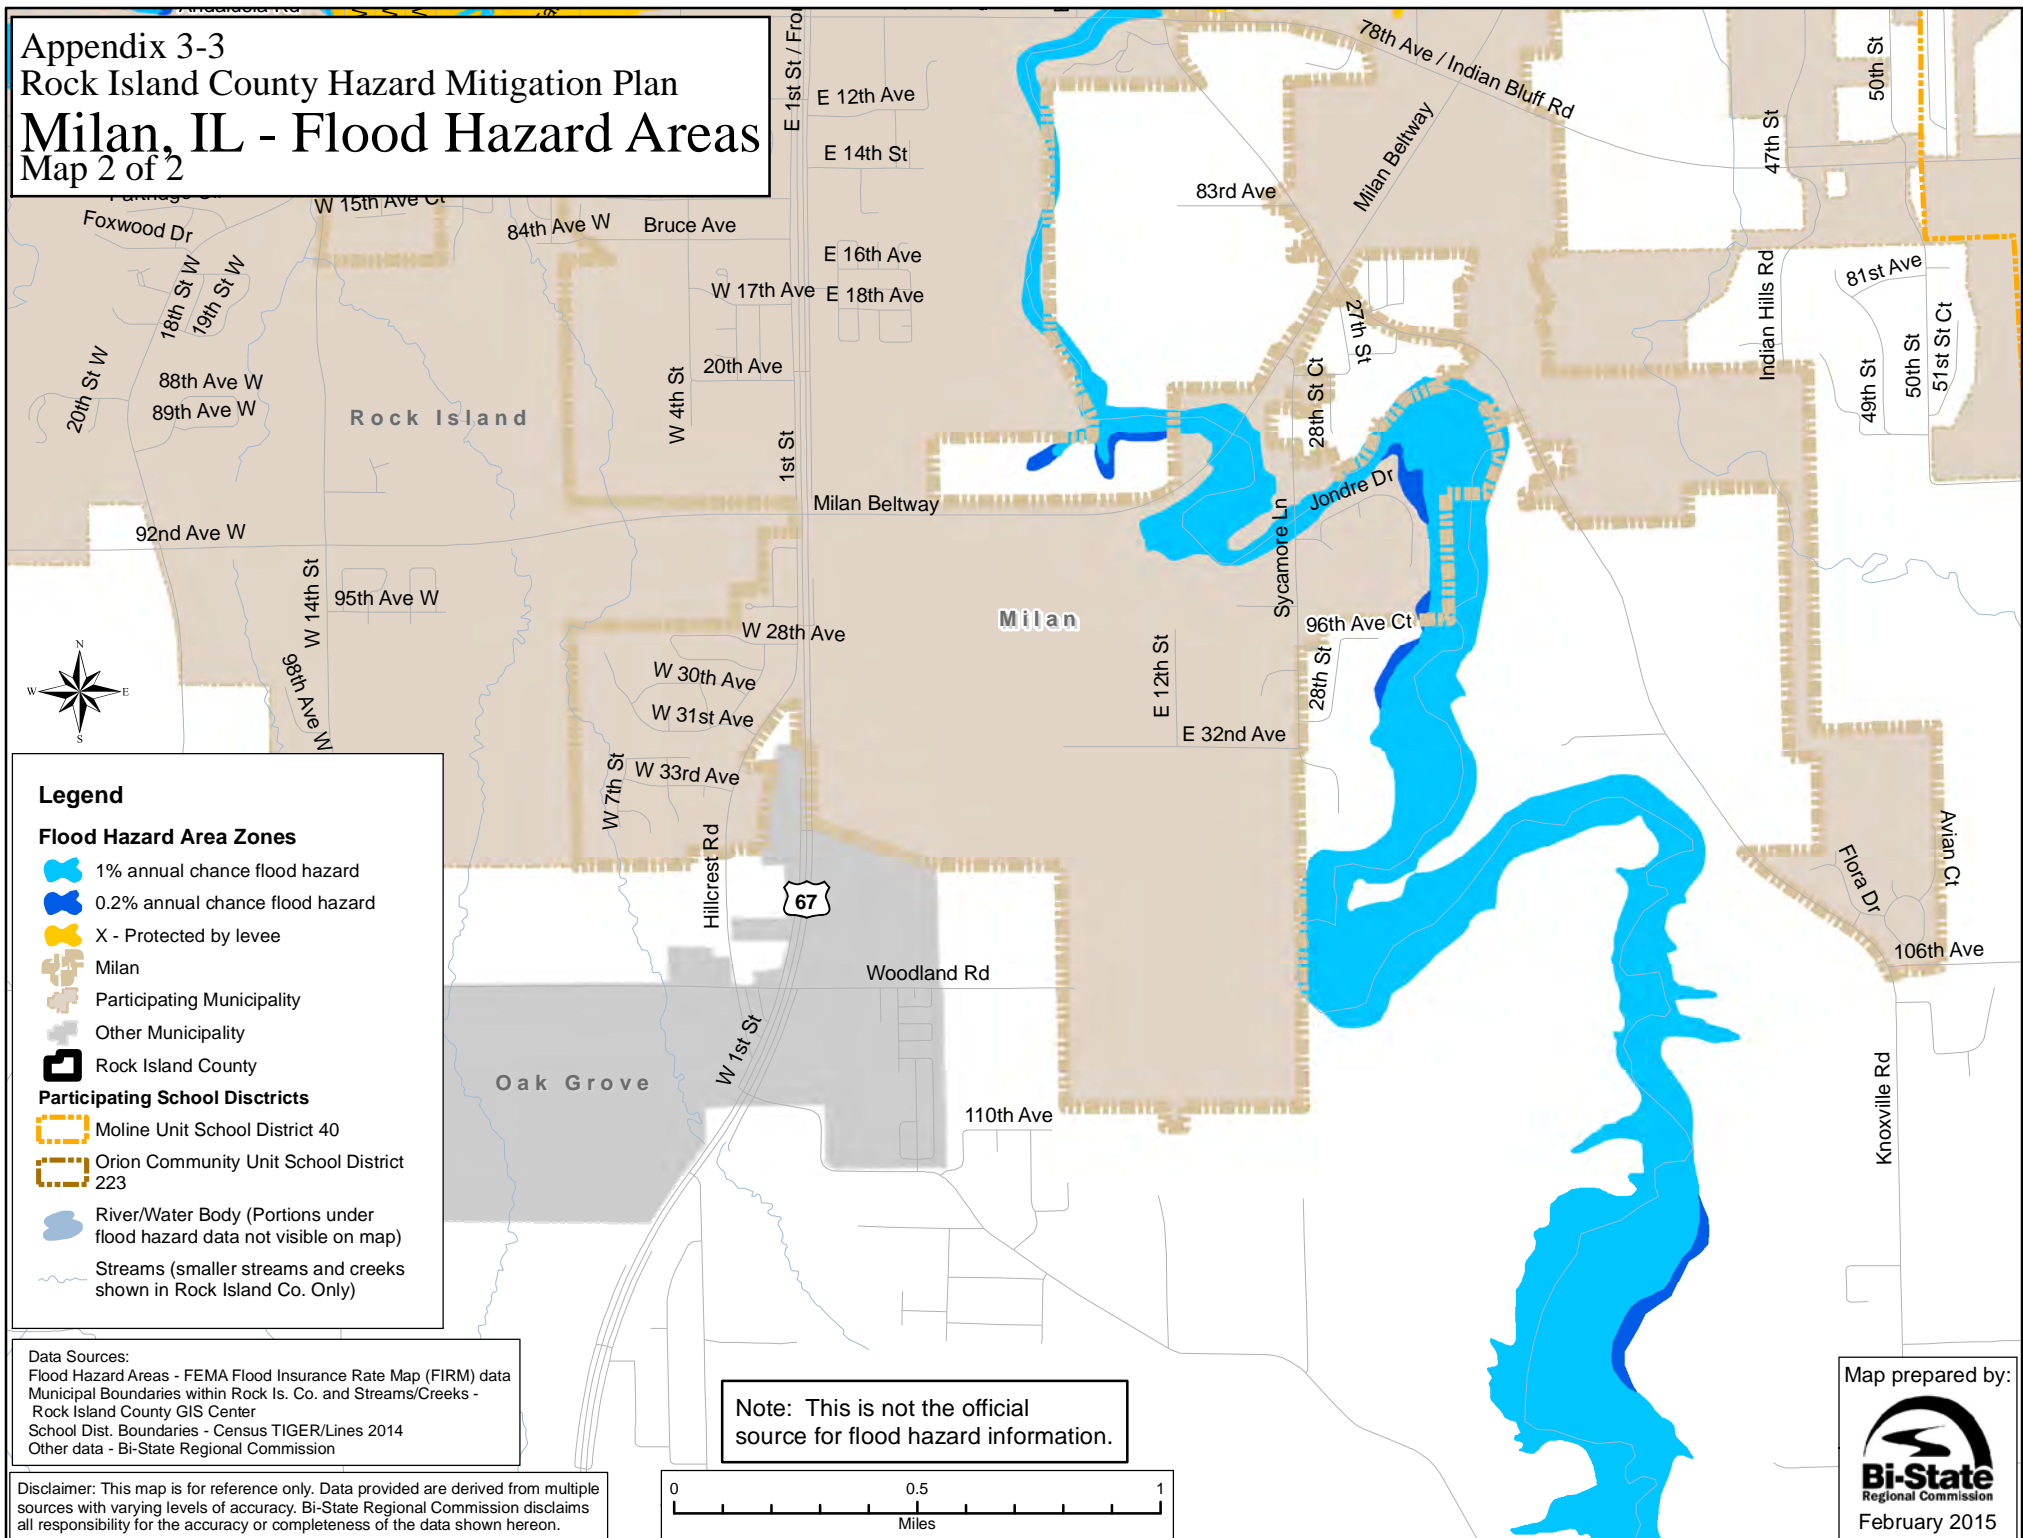 Andalusia Rd
Appendix 3-3
Rock Island County Hazard Mitigation Plan
Milan, IL - Flood Hazard Areas
Map 2 of 2
E 1st St / Fro
E 12th Ave
E 14th St
78th Ave / Indian Bluff Rd
50th St
47th St
Milan Beltway
83rd Ave
W 15th Ave Ct
Foxwood Dr
84th Ave W
Bruce Ave
E 16th Ave
18th St W
19th St W
W 17th Ave
E 18th Ave
81st Ave
Indian Hills Rd
27th St
20th St W
88th Ave W
89th Ave W
W 4th St
20th Ave
28th St Ct
49th St
50th St
51st St Ct
Rock Island
1st St
Milan Beltway
Jondre Dr
Sycamore Ln
92nd Ave W
W 14th St
95th Ave W
Milan
W 28th Ave
96th Ave Ct
E 12th St
28th St
98th Ave W
W 30th Ave
W 31st Ave
E 32nd Ave
W 7th St
W 33rd Ave
Hillcrest Rd
Avian Ct
Flora Dr
67
106th Ave
Woodland Rd
W 1st St
Oak Grove
110th Ave
Knoxville Rd
N
W
E
S
Legend
Flood Hazard Area Zones
1% annual chance flood hazard
0.2% annual chance flood hazard
X - Protected by levee
Milan
Participating Municipality
Other Municipality
Rock Island County
Participating School Disctricts
Moline Unit School District 40
Orion Community Unit School District
223
River/Water Body (Portions under
flood hazard data not visible on map)
Streams (smaller streams and creeks
shown in Rock Island Co. Only)
Data Sources:
Flood Hazard Areas - FEMA Flood Insurance Rate Map (FIRM) data
Municipal Boundaries within Rock Is. Co. and Streams/Creeks -
Rock Island County GIS Center
School Dist. Boundaries - Census TIGER/Lines 2014
Other data - Bi-State Regional Commission
Disclaimer: This map is for reference only. Data provided are derived from multiple
sources with varying levels of accuracy. Bi-State Regional Commission disclaims
all responsibility for the accuracy or completeness of the data shown hereon.
Note: This is not the official
source for flood hazard information.
0 0.5 1
Miles
Map prepared by:
Bi-State
Regional Commission
February 2015